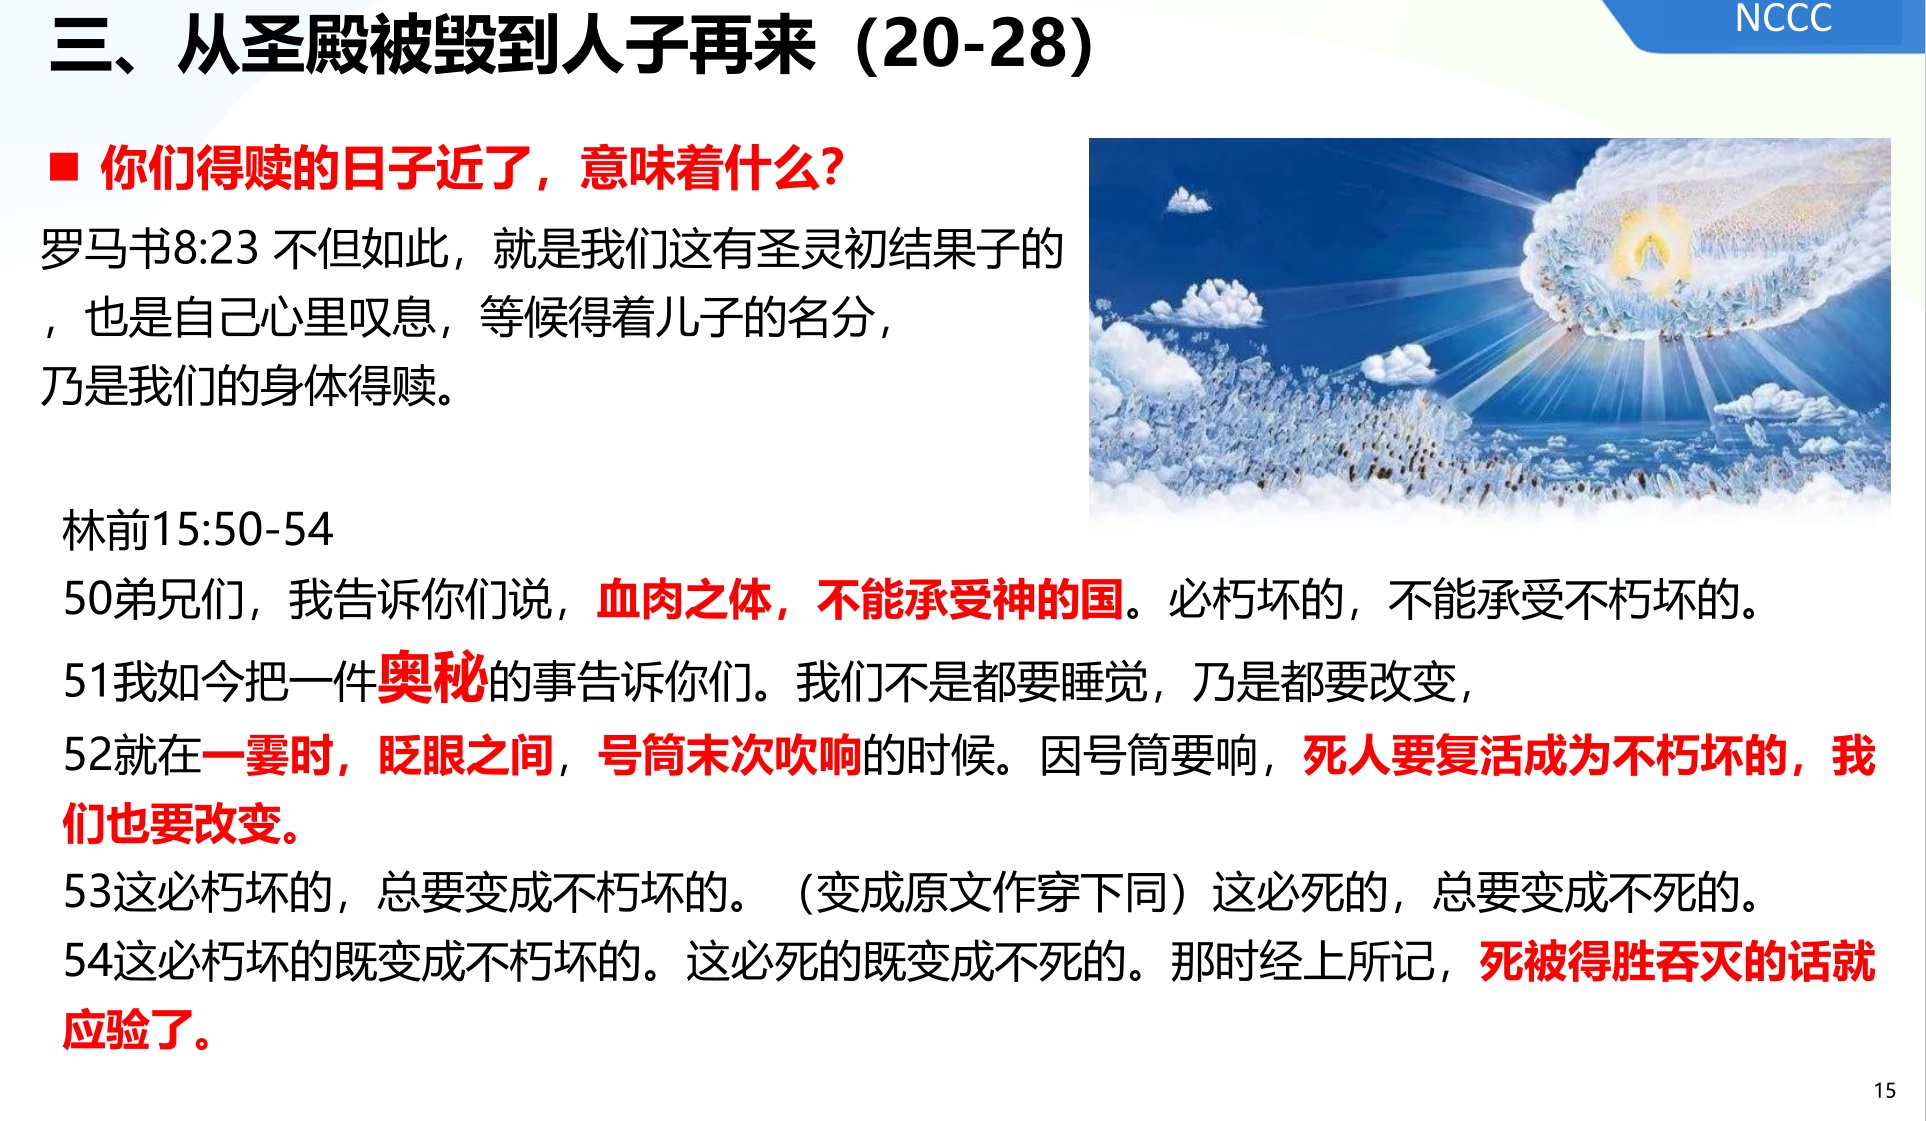 NCCC
三、从圣殿被毁到人子再来（20-28）
■ 你们得赎的日子近了，意味着什么？
罗马书8:23 不但如此，就是我们这有圣灵初结果子的
，也是自己心里叹息，等候得着儿子的名分，
乃是我们的身体得赎。
林前15:50-54
50弟兄们，我告诉你们说，血肉之体，不能承受神的国。必朽坏的，不能承受不朽坏的。
51我如今把一件奥秘的事告诉你们。我们不是都要睡觉，乃是都要改变，
52就在一霎时，眨眼之间，号筒末次吹响的时候。因号筒要响，死人要复活成为不朽坏的，我
们也要改变。
53这必朽坏的，总要变成不朽坏的。（变成原文作穿下同）这必死的，总要变成不死的。
54这必朽坏的既变成不朽坏的。这必死的既变成不死的。那时经上所记，死被得胜吞灭的话就
应验了。
15